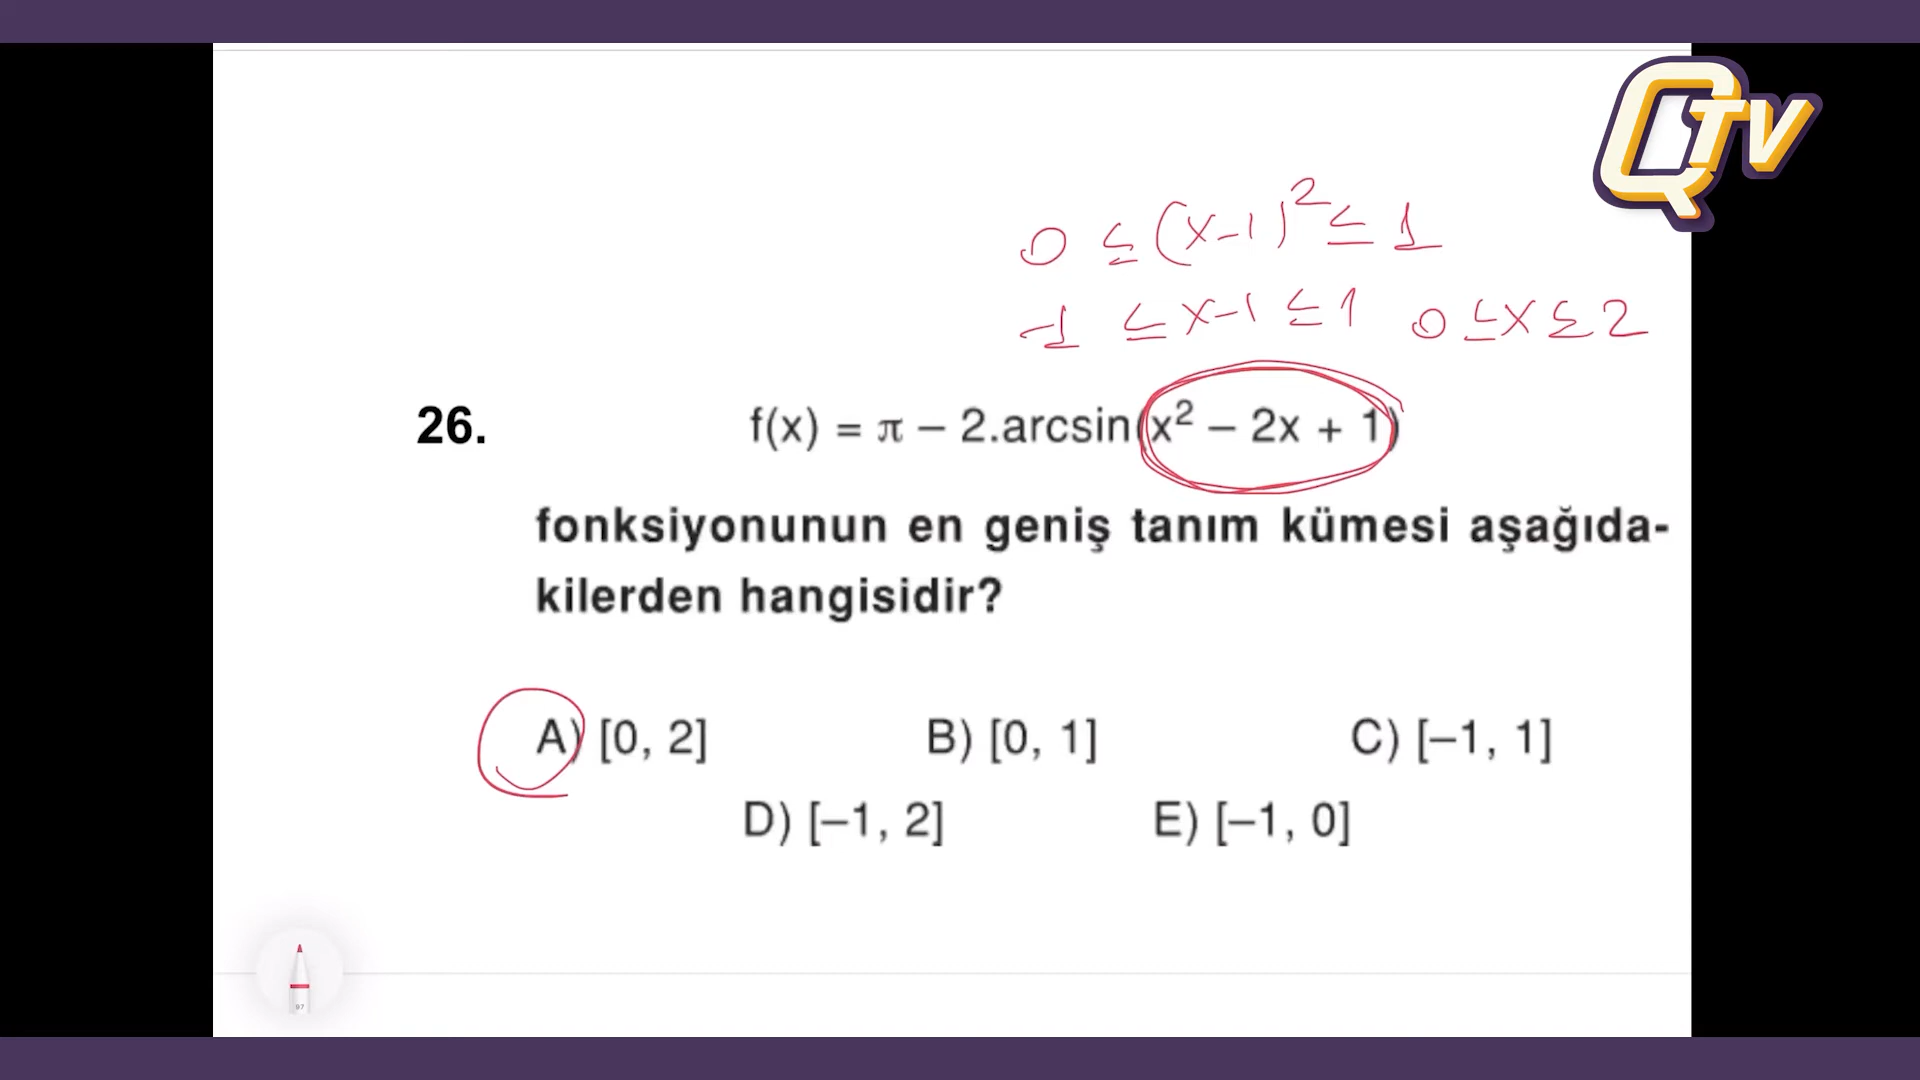 QTV
0 ≤ (x-1)² ≤ 1
-1 ≤ x-1 ≤ 1 0 ≤ x ≤ 2
26. f(x) = π – 2.arcsin(x² – 2x + 1)
fonksiyonunun en geniş tanım kümesi aşağıda-
kilerden hangisidir?
A) [0, 2] B) [0, 1] C) [–1, 1]
D) [–1, 2] E) [–1, 0]
97